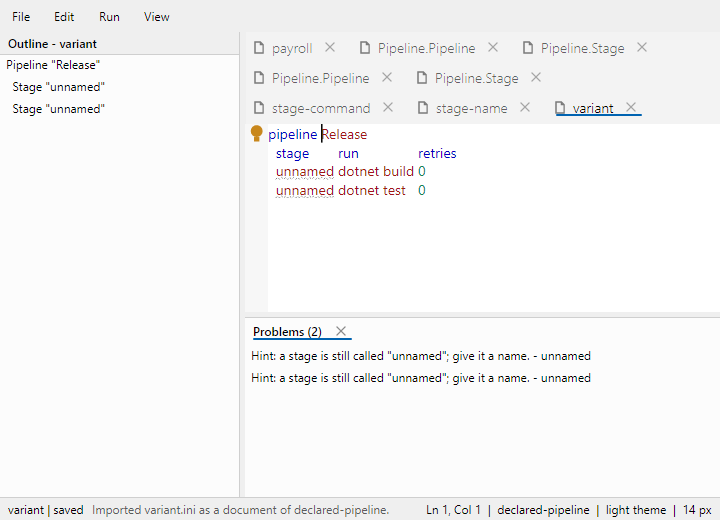 File Edit Run View
Outline - variant
Pipeline "Release"
Stage "unnamed"
Stage "unnamed"
payroll Pipeline.Pipeline Pipeline.Stage
Pipeline.Pipeline Pipeline.Stage
stage-command stage-name variant
pipeline Release
stage run retries
unnamed dotnet build 0
unnamed dotnet test 0
Problems (2)
Hint: a stage is still called "unnamed"; give it a name. - unnamed
Hint: a stage is still called "unnamed"; give it a name. - unnamed
variant | saved Imported variant.ini as a document of declared-pipeline. Ln 1, Col 1 | declared-pipeline | light theme | 14 px